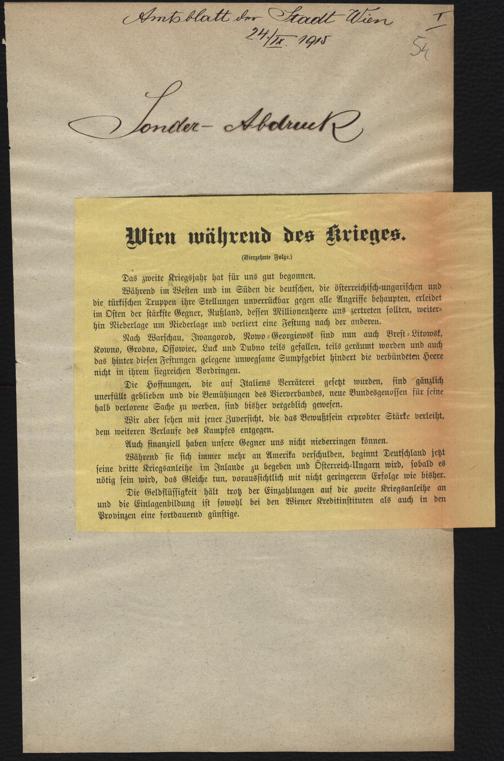 Amtsblatt der Stadt Wien
24/IX. 1915
I
54
Sonder-Abdruck
Wien während des Krieges.
(Vierzehnte Folge.)
Das zweite Kriegsjahr hat für uns gut begonnen.
Während im Westen und im Süden die deutschen, die österreichisch-ungarischen und
die türkischen Truppen ihre Stellungen unverrückbar gegen alle Angriffe behaupten, erleidet
im Osten der stärkste Gegner, Rußland, dessen Millionenheere uns zertreten sollten, weiter-
hin Niederlage um Niederlage und verliert eine Festung nach der anderen.
Nach Warschau, Iwangorod, Nowo-Georgiewsk sind nun auch Brest-Litowsk,
Kowno, Grodno, Ossowiec, Luck und Dubno teils gefallen, teils geräumt worden und auch
das hinter diesen Festungen gelegene unwegsame Sumpfgebiet hindert die verbündeten Heere
nicht in ihrem siegreichen Vordringen.
Die Hoffnungen, die auf Italiens Verräterei gesetzt wurden, sind gänzlich
unerfüllt geblieben und die Bemühungen des Vierverbandes, neue Bundesgenossen für seine
halb verlorene Sache zu werben, sind bisher vergeblich gewesen.
Wir aber sehen mit jener Zuversicht, die das Bewußtsein erprobter Stärke verleiht,
dem weiteren Verlaufe des Kampfes entgegen.
Auch finanziell haben unsere Gegner uns nicht niederringen können.
Während sie sich immer mehr an Amerika verschulden, beginnt Deutschland jetzt
seine dritte Kriegsanleihe im Inlande zu begeben und Österreich-Ungarn wird, sobald es
nötig sein wird, das Gleiche tun, voraussichtlich mit nicht geringerem Erfolge wie bisher.
Die Geldflüssigkeit hält trotz der Einzahlungen auf die zweite Kriegsanleihe an
und die Einlagenbildung ist sowohl bei den Wiener Kreditinstituten als auch in den
Provinzen eine fortdauernd günstige.